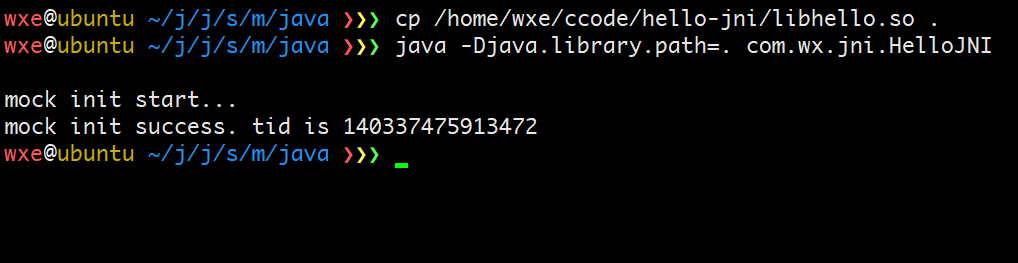 wxe@ubuntu ~/j/j/s/m/java ❯❯❯ cp /home/wxe/ccode/hello-jni/libhello.so .
wxe@ubuntu ~/j/j/s/m/java ❯❯❯ java -Djava.library.path=. com.wx.jni.HelloJNI
mock init start...
mock init success. tid is 140337475913472
wxe@ubuntu ~/j/j/s/m/java ❯❯❯